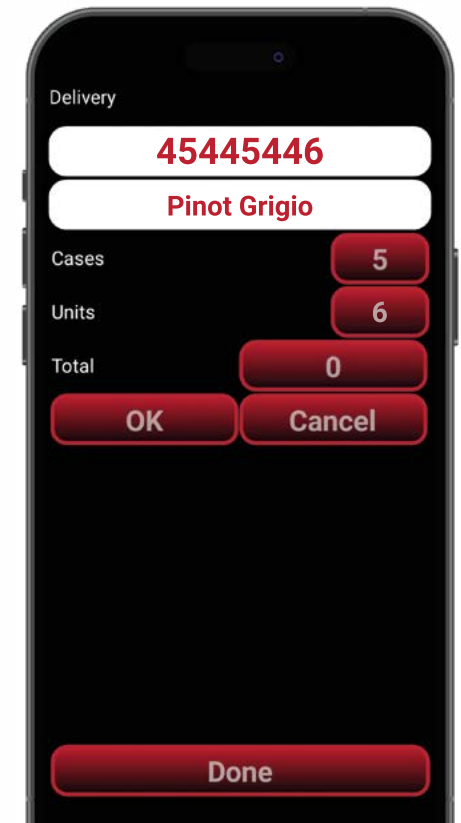 Delivery
45445446
Pinot Grigio
Cases 5
Units 6
Total 0
OK Cancel
Done